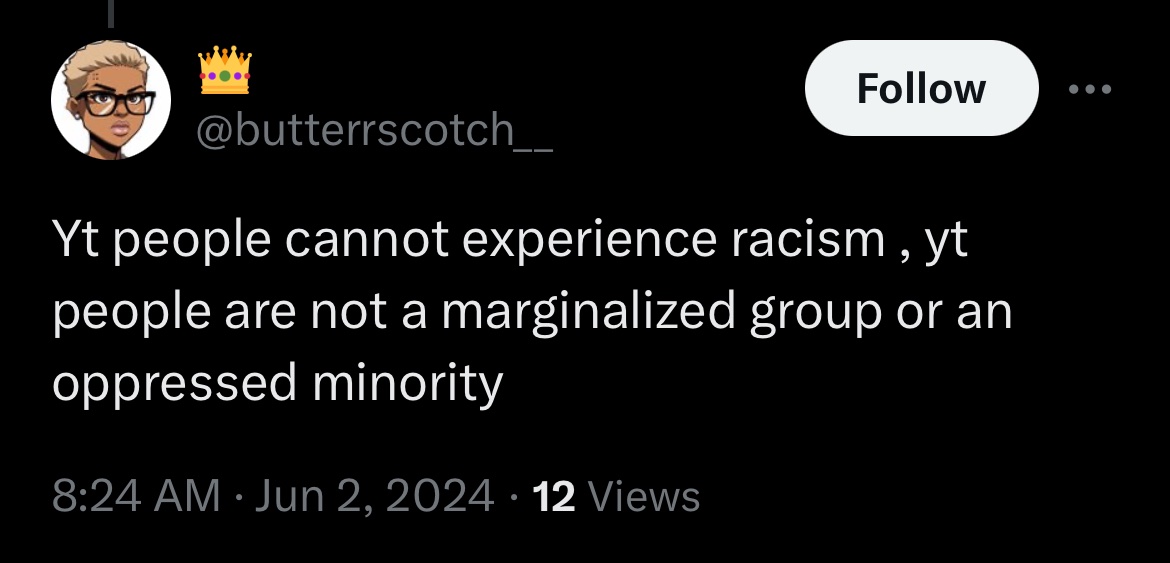 👑
Follow
@butterrscotch__
Yt people cannot experience racism , yt
people are not a marginalized group or an
oppressed minority
8:24 AM · Jun 2, 2024 · 12 Views